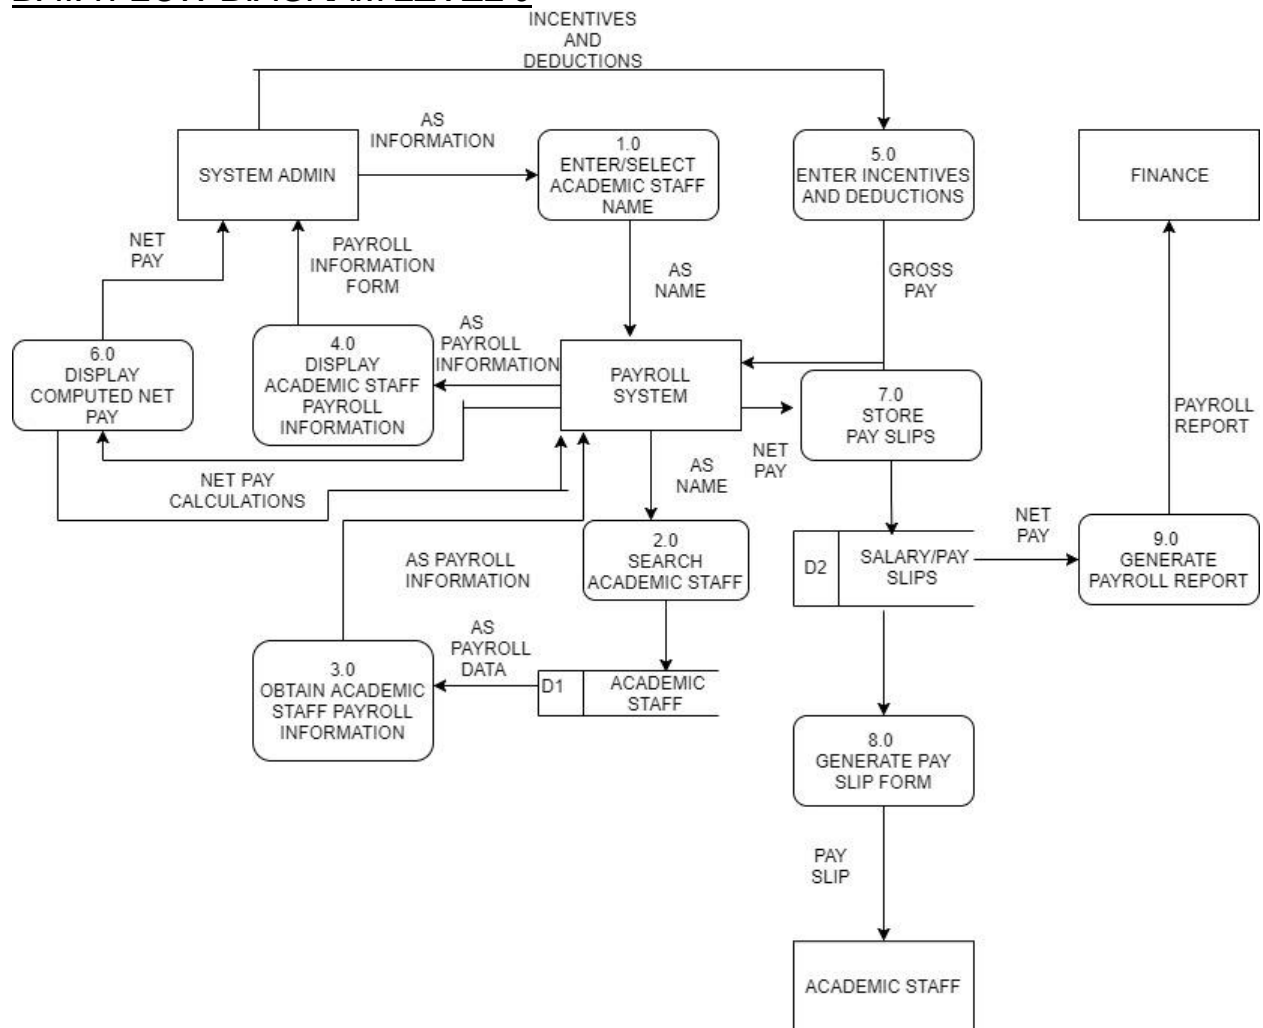 DATA FLOW DIAGRAM LEVEL 0
INCENTIVES
AND
DEDUCTIONS
AS
INFORMATION
SYSTEM ADMIN
1.0
ENTER/SELECT
ACADEMIC STAFF
NAME
5.0
ENTER INCENTIVES
AND DEDUCTIONS
FINANCE
NET
PAY
PAYROLL
INFORMATION
FORM
AS
NAME
GROSS
PAY
6.0
DISPLAY
COMPUTED NET
PAY
4.0
DISPLAY
ACADEMIC STAFF
PAYROLL
INFORMATION
AS
PAYROLL
INFORMATION
PAYROLL
SYSTEM
7.0
STORE
PAY SLIPS
PAYROLL
REPORT
NET PAY
CALCULATIONS
AS
NAME
NET
PAY
AS PAYROLL
INFORMATION
2.0
SEARCH
ACADEMIC STAFF
D2
SALARY/PAY
SLIPS
NET
PAY
9.0
GENERATE
PAYROLL REPORT
3.0
OBTAIN ACADEMIC
STAFF PAYROLL
INFORMATION
AS
PAYROLL
DATA
D1
ACADEMIC
STAFF
8.0
GENERATE PAY
SLIP FORM
PAY
SLIP
ACADEMIC STAFF